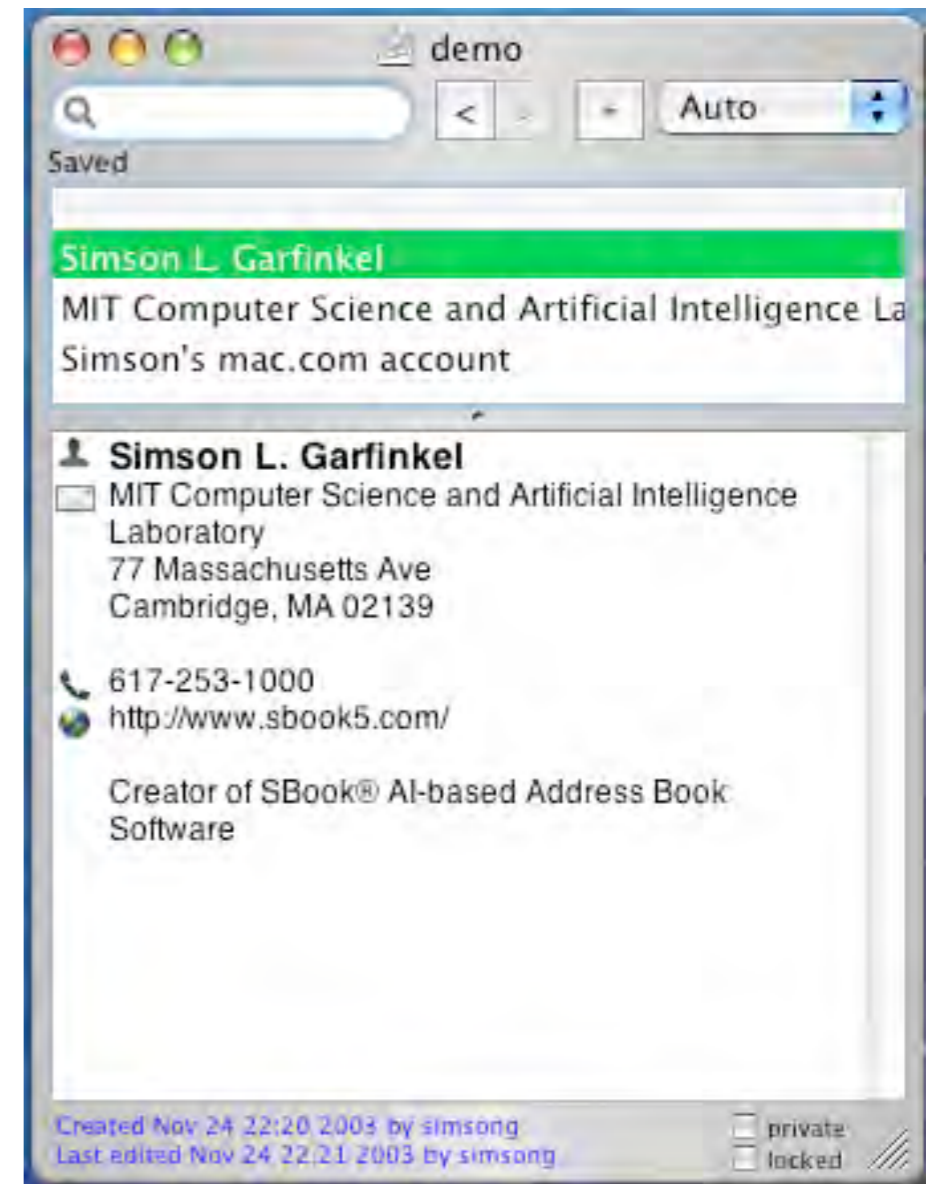 demo
< Auto
Saved
Simson L. Garfinkel
MIT Computer Science and Artificial Intelligence La
Simson's mac.com account
Simson L. Garfinkel
MIT Computer Science and Artificial Intelligence
Laboratory
77 Massachusetts Ave
Cambridge, MA 02139
617-253-1000
http://www.sbook5.com/
Creator of SBook® AI-based Address Book
Software
Created Nov 24 22:20 2003 by simsong
Last edited Nov 24 22:21 2003 by simsong
private
locked